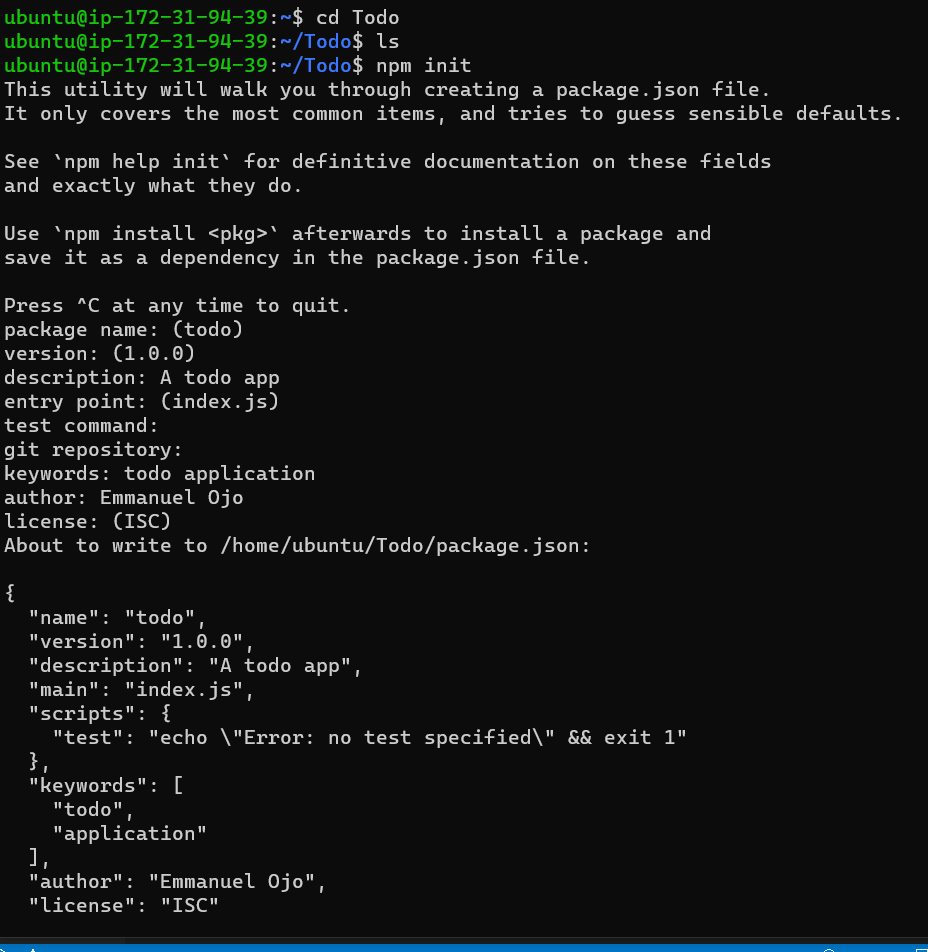 ubuntu@ip-172-31-94-39:~$ cd Todo
ubuntu@ip-172-31-94-39:~/Todo$ ls
ubuntu@ip-172-31-94-39:~/Todo$ npm init
This utility will walk you through creating a package.json file.
It only covers the most common items, and tries to guess sensible defaults.

See `npm help init` for definitive documentation on these fields
and exactly what they do.

Use `npm install <pkg>` afterwards to install a package and
save it as a dependency in the package.json file.

Press ^C at any time to quit.
package name: (todo)
version: (1.0.0)
description: A todo app
entry point: (index.js)
test command:
git repository:
keywords: todo application
author: Emmanuel Ojo
license: (ISC)
About to write to /home/ubuntu/Todo/package.json:

{
  "name": "todo",
  "version": "1.0.0",
  "description": "A todo app",
  "main": "index.js",
  "scripts": {
    "test": "echo \"Error: no test specified\" && exit 1"
  },
  "keywords": [
    "todo",
    "application"
  ],
  "author": "Emmanuel Ojo",
  "license": "ISC"